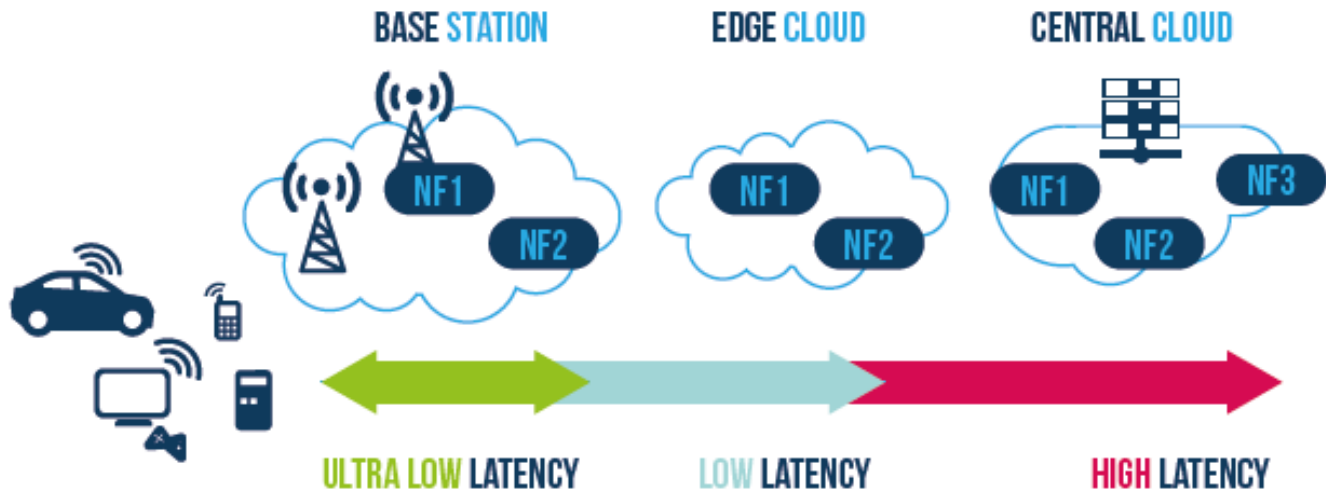 BASE STATION
EDGE CLOUD
CENTRAL CLOUD
NF1
NF2
NF1
NF2
NF1
NF2
NF3
ULTRA LOW LATENCY
LOW LATENCY
HIGH LATENCY